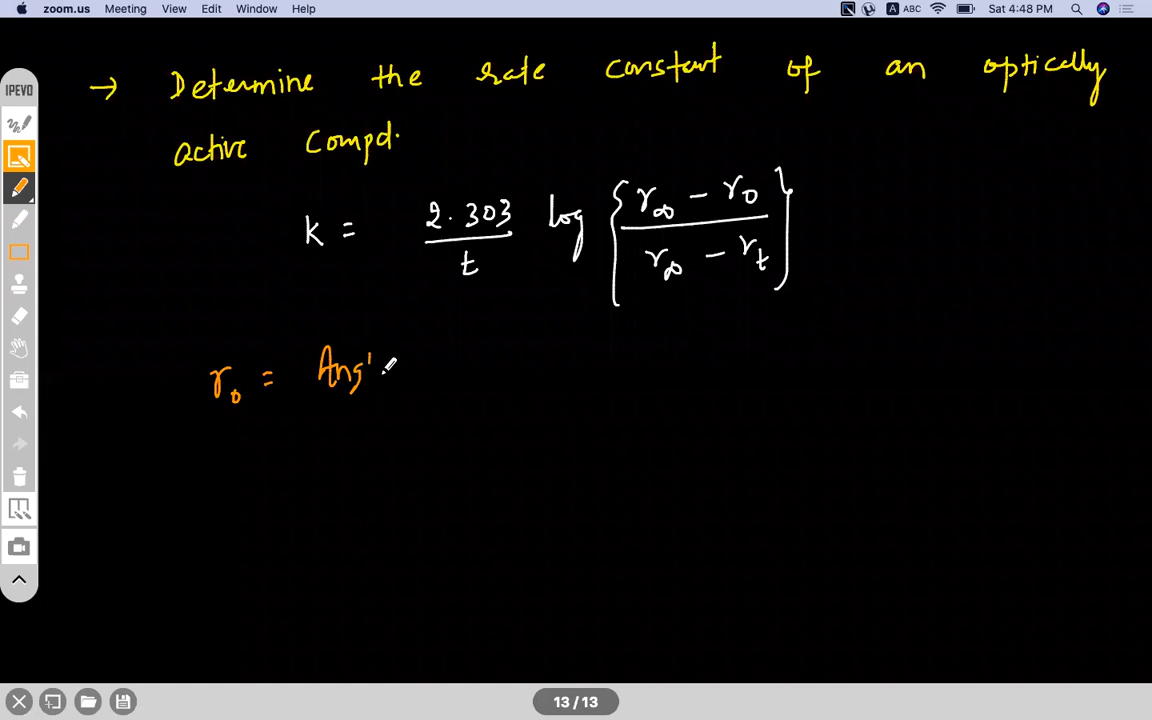 zoom.us Meeting View Edit Window Help ABC Sat 4:48 PM
IPEVO
→ Determine the rate constant of an optically
active Compd.
k = 2.303/t log {r∞ - r0 / r∞ - rt}
r0 = Ang'
13/13